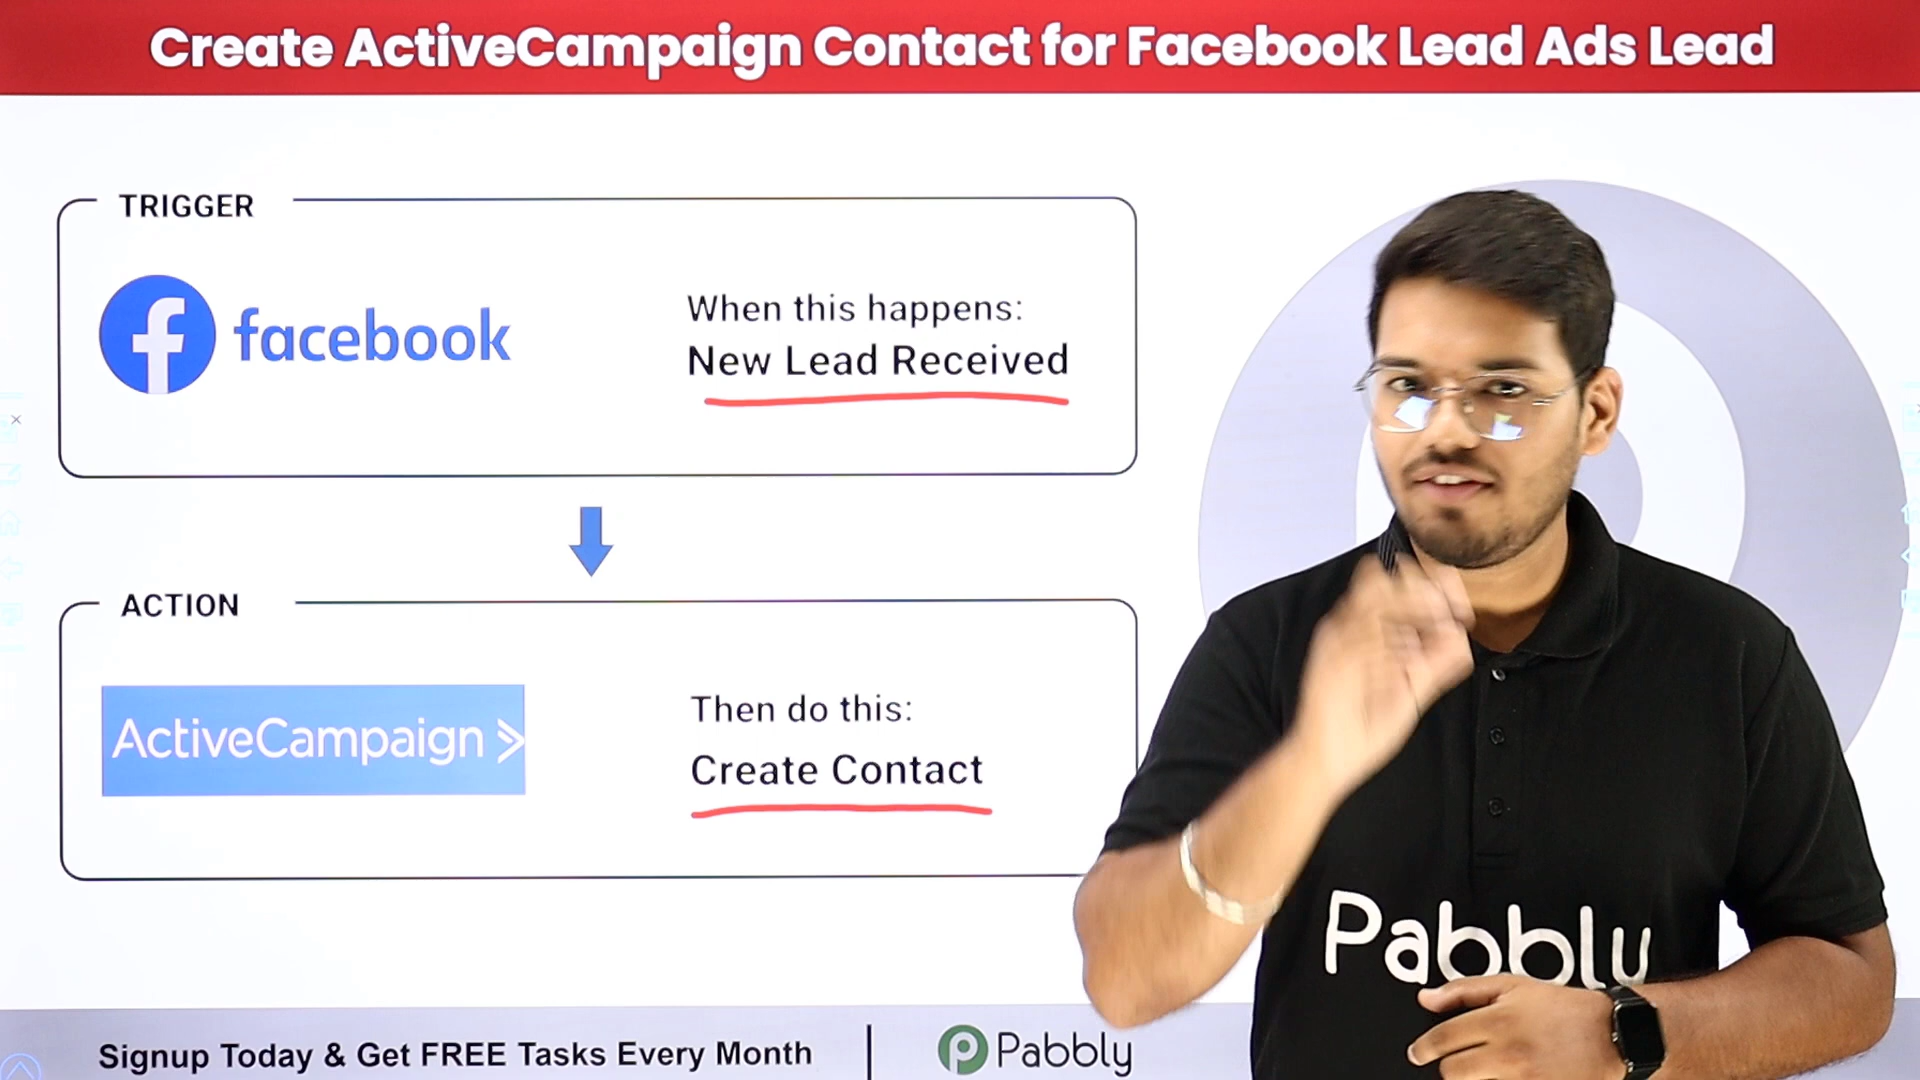 Create ActiveCampaign Contact for Facebook Lead Ads Lead
TRIGGER
facebook
When this happens:
New Lead Received
ACTION
ActiveCampaign
Then do this:
Create Contact
Pabbly
Signup Today & Get FREE Tasks Every Month
Pabbly